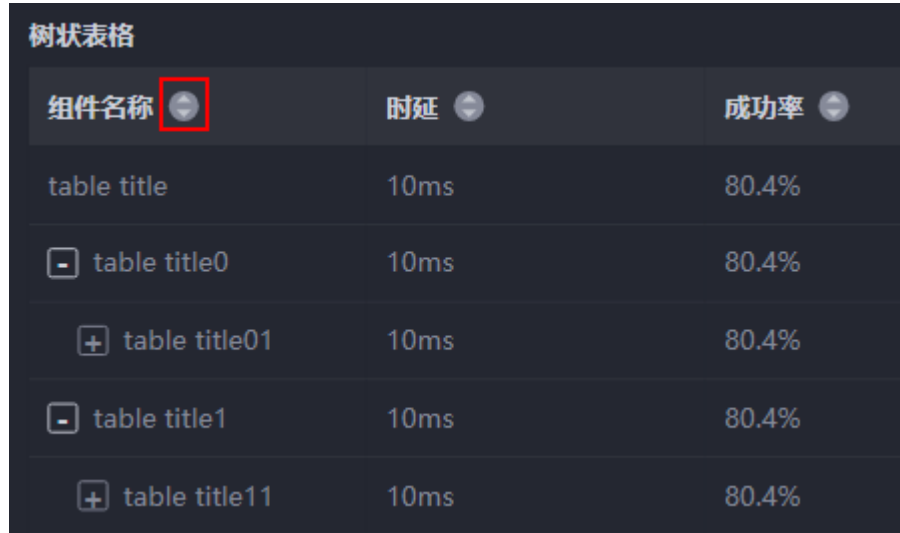 树状表格
组件名称 时延 成功率
table title 10ms 80.4%
- table title0 10ms 80.4%
+ table title01 10ms 80.4%
- table title1 10ms 80.4%
+ table title11 10ms 80.4%